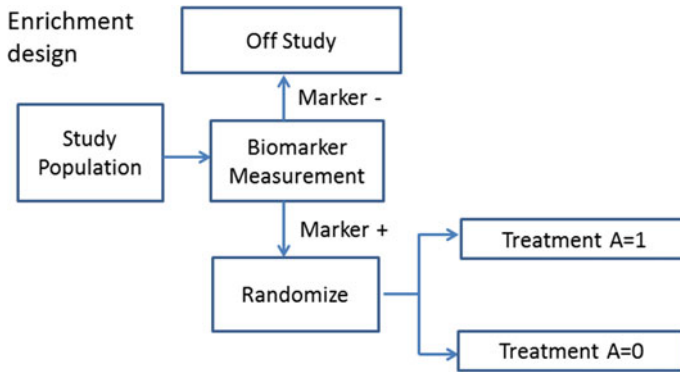 Enrichment
design
Off Study
Marker -
Study
Population
Biomarker
Measurement
Marker +
Randomize
Treatment A=1
Treatment A=0